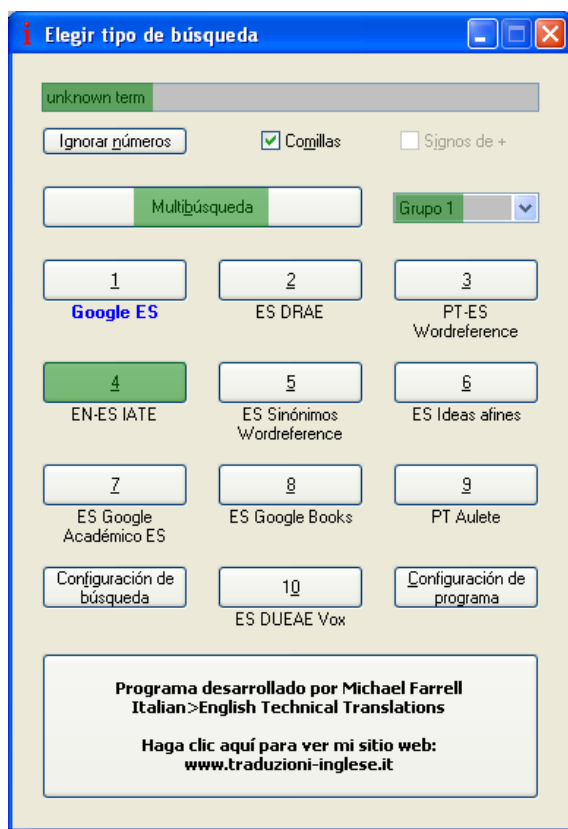 Elegir tipo de búsqueda
unknown term
Ignorar números Comillas Signos de +
Multibúsqueda Grupo 1
1 2 3
Google ES ES DRAE PT-ES
Wordreference
4 5 6
EN-ES IATE ES Sinónimos ES Ideas afines
Wordreference
7 8 9
ES Google ES Google Books PT Aulete
Académico ES
Configuración de 10 Configuración de
búsqueda programa
ES DUEAE Vox
Programa desarrollado por Michael Farrell
Italian>English Technical Translations
Haga clic aquí para ver mi sitio web:
www.traduzioni-inglese.it